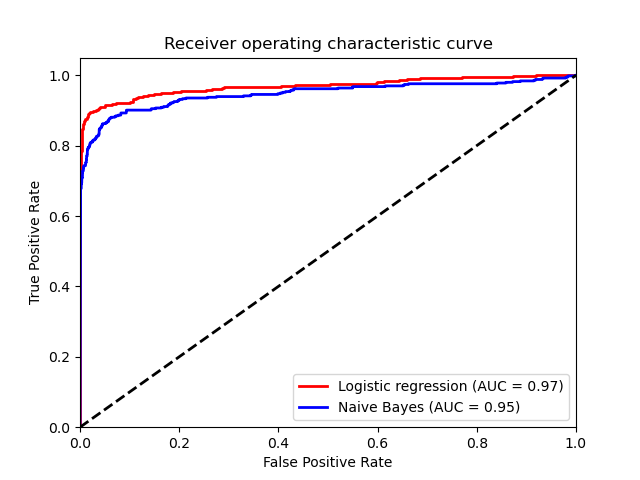 Receiver operating characteristic curve
True Positive Rate
1.0
0.8
0.6
0.4
0.2
0.0
Logistic regression (AUC = 0.97)
Naive Bayes (AUC = 0.95)
0.0 0.2 0.4 0.6 0.8 1.0
False Positive Rate